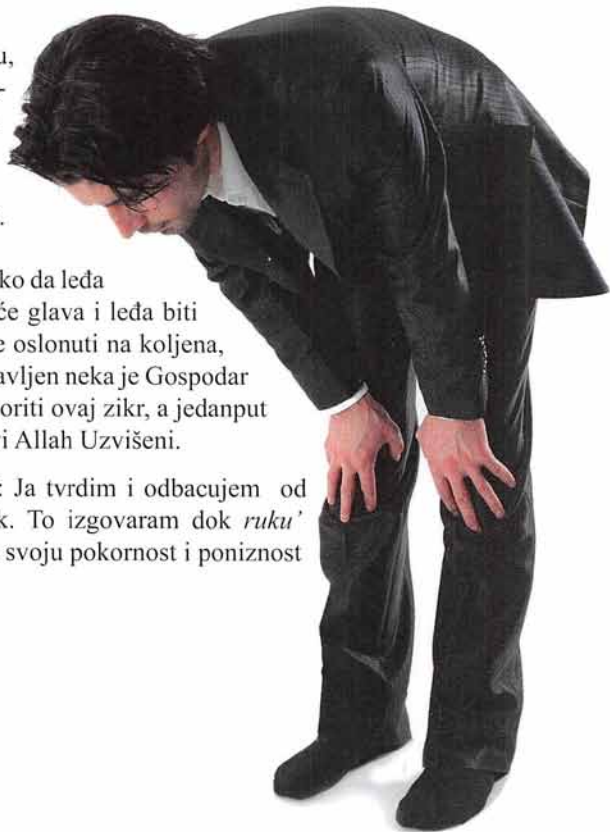 u,
-
.
ko da leđa
će glava i leđa biti
e oslonuti na koljena,
avljen neka je Gospodar
oriti ovaj zikr, a jedanput
i Allah Uzvišeni.
: Ja tvrdim i odbacujem od
k. To izgovaram dok ruku’
svoju pokornost i poniznost